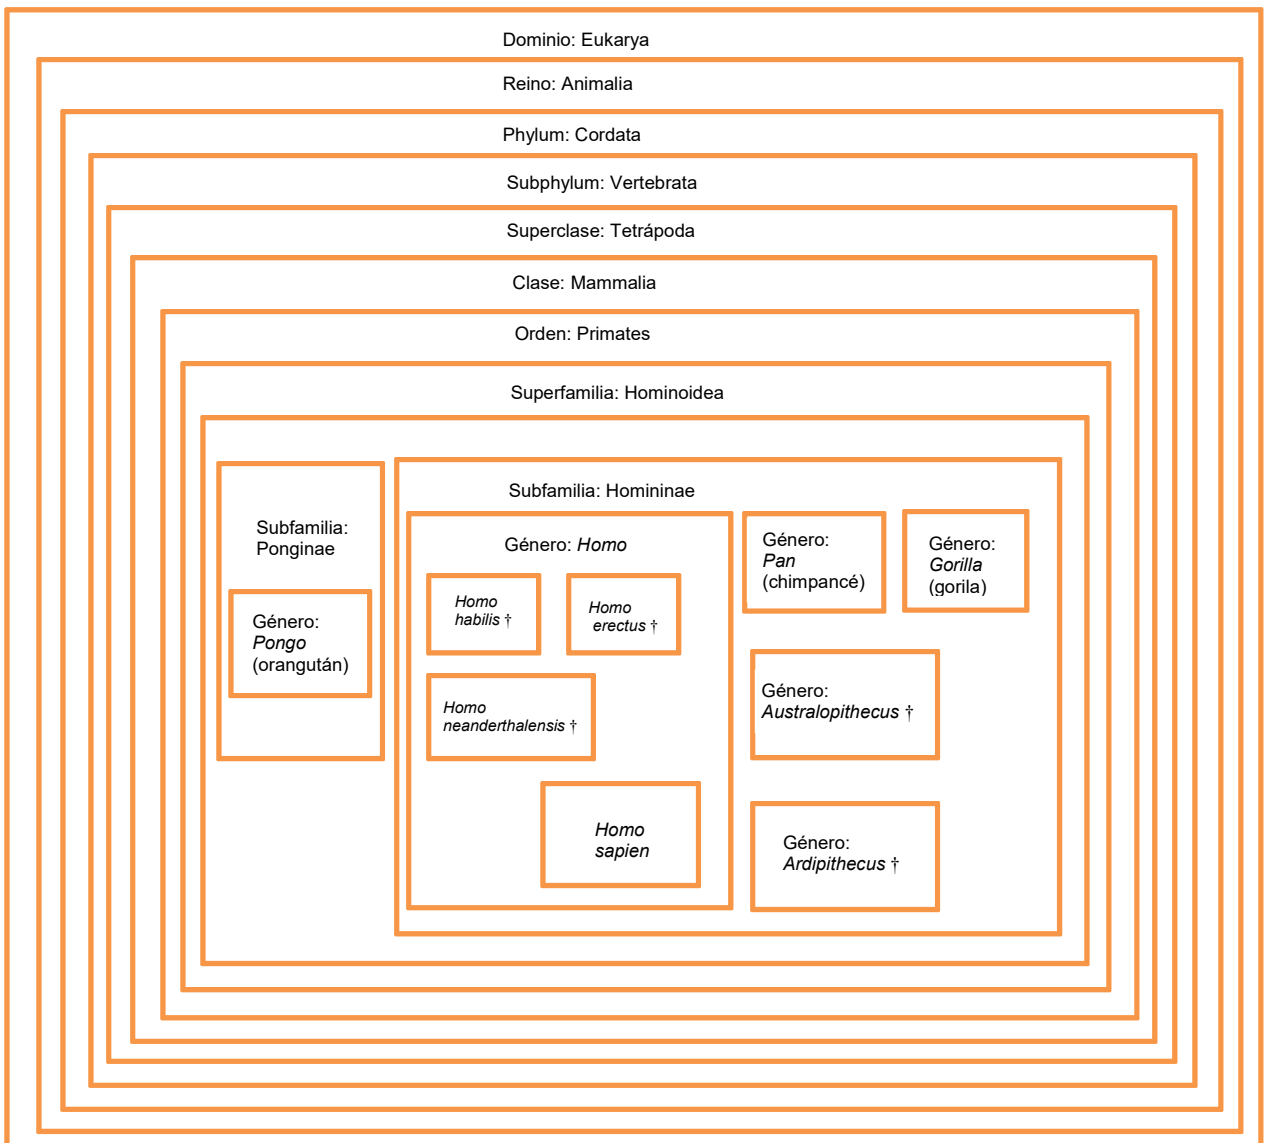 Dominio: Eukarya
Reino: Animalia
Phylum: Cordata
Subphylum: Vertebrata
Superclase: Tetrápoda
Clase: Mammalia
Orden: Primates
Superfamilia: Hominoidea
Subfamilia:
Ponginae
Género:
Pongo
(orangután)
Subfamilia: Homininae
Género: Homo
Homo
habilis †
Homo
erectus †
Homo
neanderthalensis †
Homo
sapien
Género:
Pan
(chimpancé)
Género:
Gorilla
(gorila)
Género:
Australopithecus †
Género:
Ardipithecus †